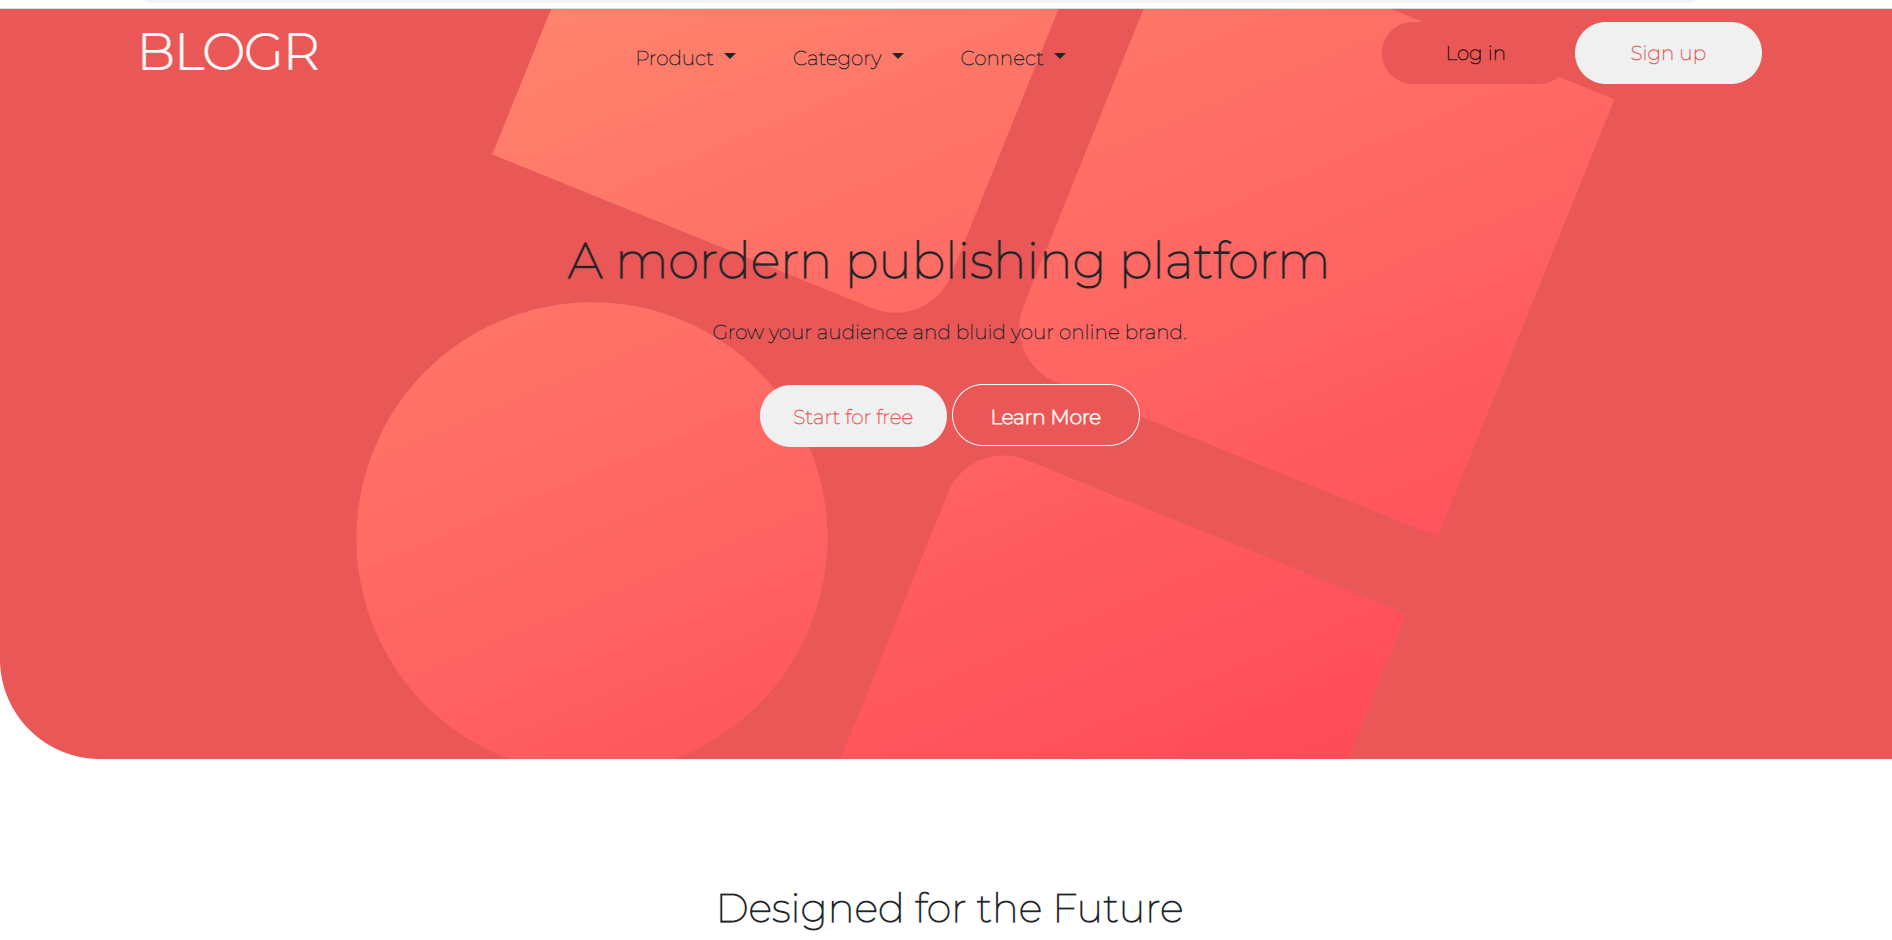 BLOGR
Product Category Connect Log in Sign up
A mordern publishing platform
Grow your audience and bluid your online brand.
Start for free Learn More
Designed for the Future